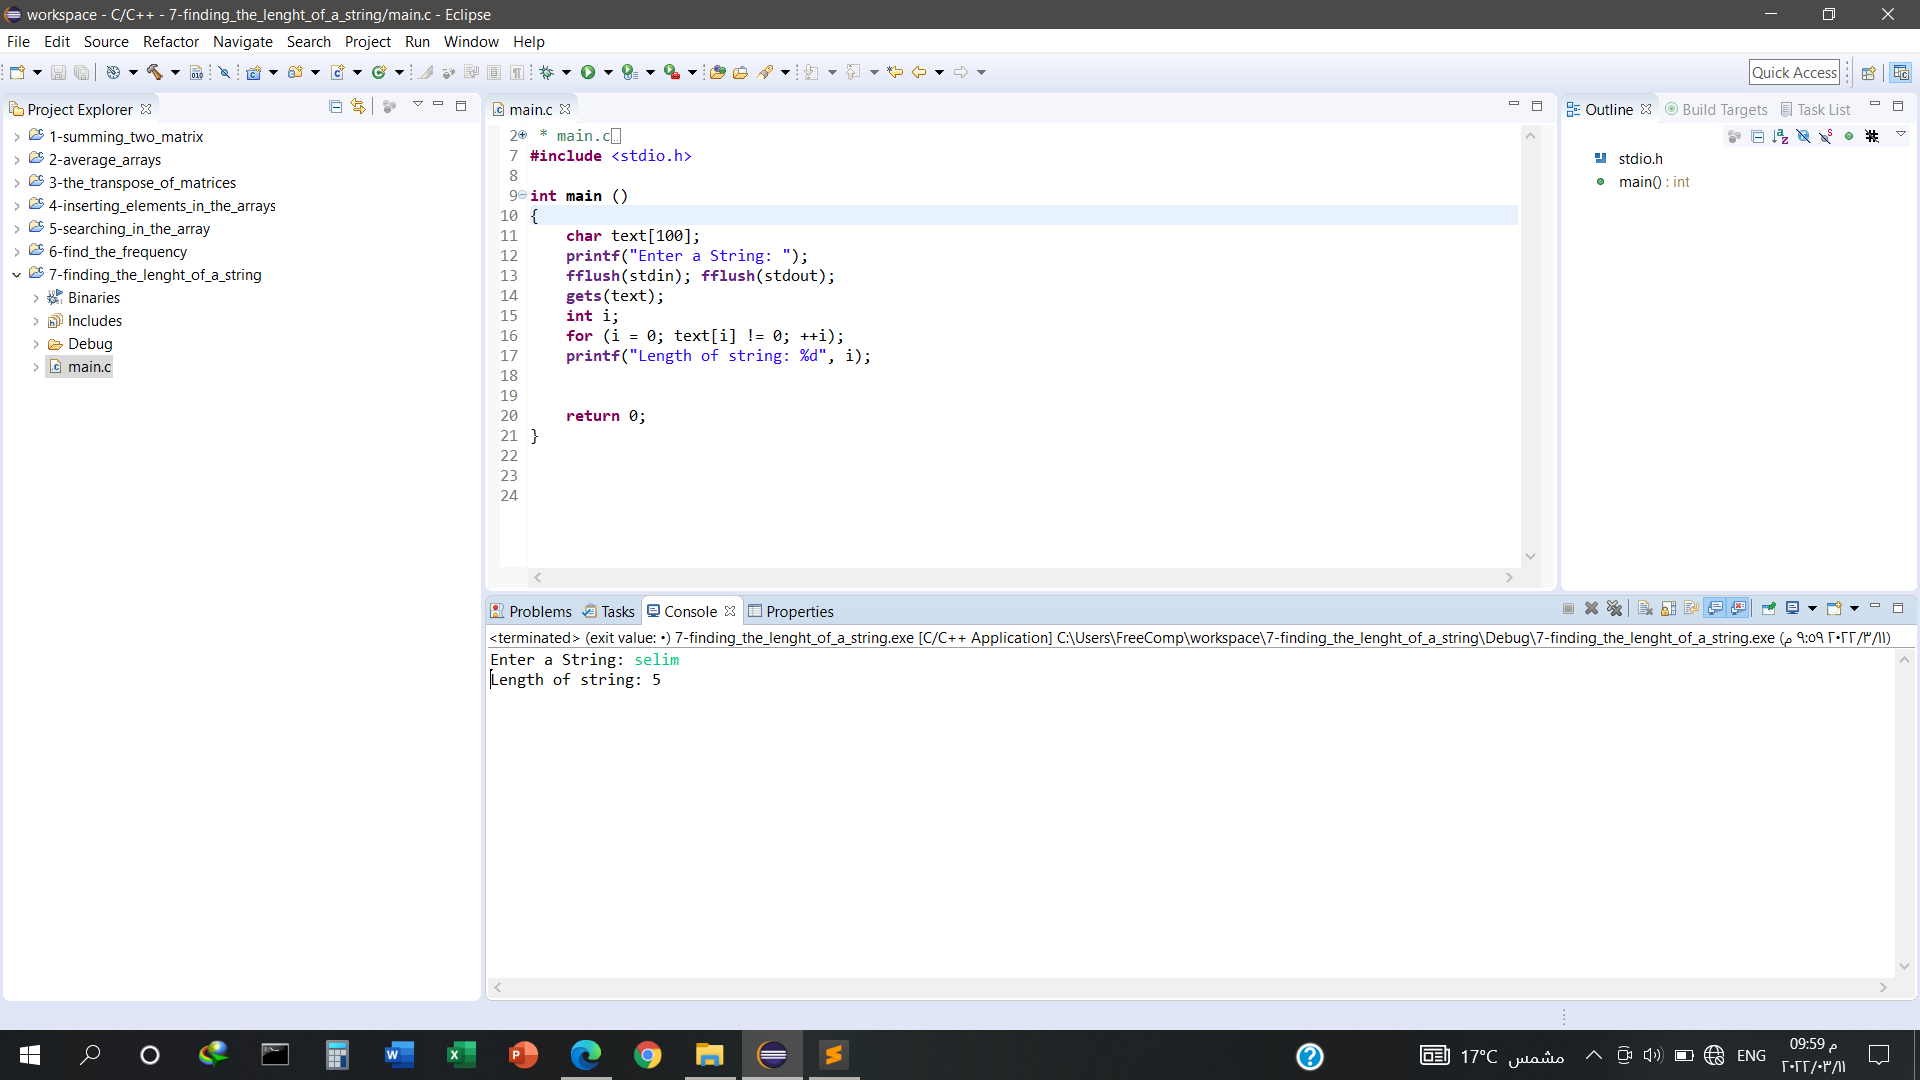 workspace - C/C++ - 7-finding_the_lenght_of_a_string/main.c - Eclipse
File Edit Source Refactor Navigate Search Project Run Window Help
Quick Access
Project Explorer
1-summing_two_matrix
2-average_arrays
3-the_transpose_of_matrices
4-inserting_elements_in_the_arrays
5-searching_in_the_array
6-find_the_frequency
7-finding_the_lenght_of_a_string
Binaries
Includes
Debug
main.c
main.c
2 * main.c
7 #include <stdio.h>
8
9 int main ()
10 {
11 char text[100];
12 printf("Enter a String: ");
13 fflush(stdin); fflush(stdout);
14 gets(text);
15 int i;
16 for (i = 0; text[i] != 0; ++i);
17 printf("Length of string: %d", i);
18
19
20 return 0;
21 }
22
23
24
Outline Build Targets Task List
stdio.h
main() : int
Problems Tasks Console Properties
<terminated> (exit value: ٠) 7-finding_the_lenght_of_a_string.exe [C/C++ Application] C:\Users\FreeComp\workspace\7-finding_the_lenght_of_a_string\Debug\7-finding_the_lenght_of_a_string.exe (٢٠٢٢/٣/١١ ٩:٥٩ م)
Enter a String: selim
Length of string: 5
17°C مشمس
ENG
09:59 م
٢٠٢٢/٠٣/١١